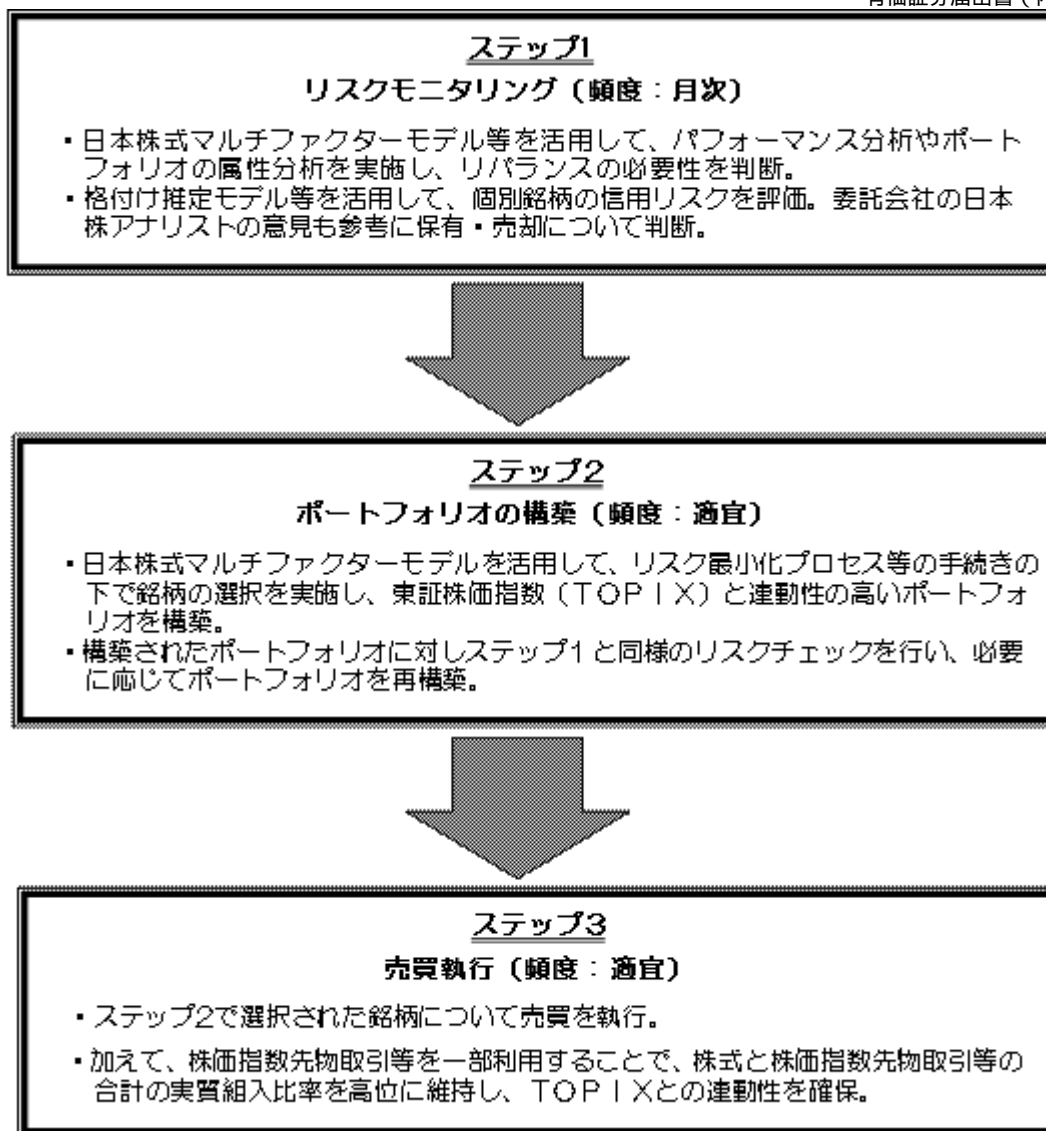 ステップ1
リスクモニタリング（頻度：月次）
・日本株式マルチファクターモデル等を活用して、パフォーマンス分析やポート
フォリオの属性分析を実施し、リバランスの必要性を判断。
・格付け推定モデル等を活用して、個別銘柄の信用リスクを評価。委託会社の日本
株アナリストの意見も参考に保有・売却について判断。
ステップ2
ポートフォリオの構築（頻度：適宜）
・日本株式マルチファクターモデルを活用して、リスク最小化プロセス等の手続きの
下で銘柄の選択を実施し、東証株価指数（ＴＯＰＩＸ）と連動性の高いポートフォ
リオを構築。
・構築されたポートフォリオに対しステップ1と同様のリスクチェックを行い、必要
に応じてポートフォリオを再構築。
ステップ3
売買執行（頻度：適宜）
・ステップ2で選択された銘柄について売買を執行。
・加えて、株価指数先物取引等を一部利用することで、株式と株価指数先物取引等の
合計の実質組入比率を高位に維持し、ＴＯＰＩＸとの連動性を確保。